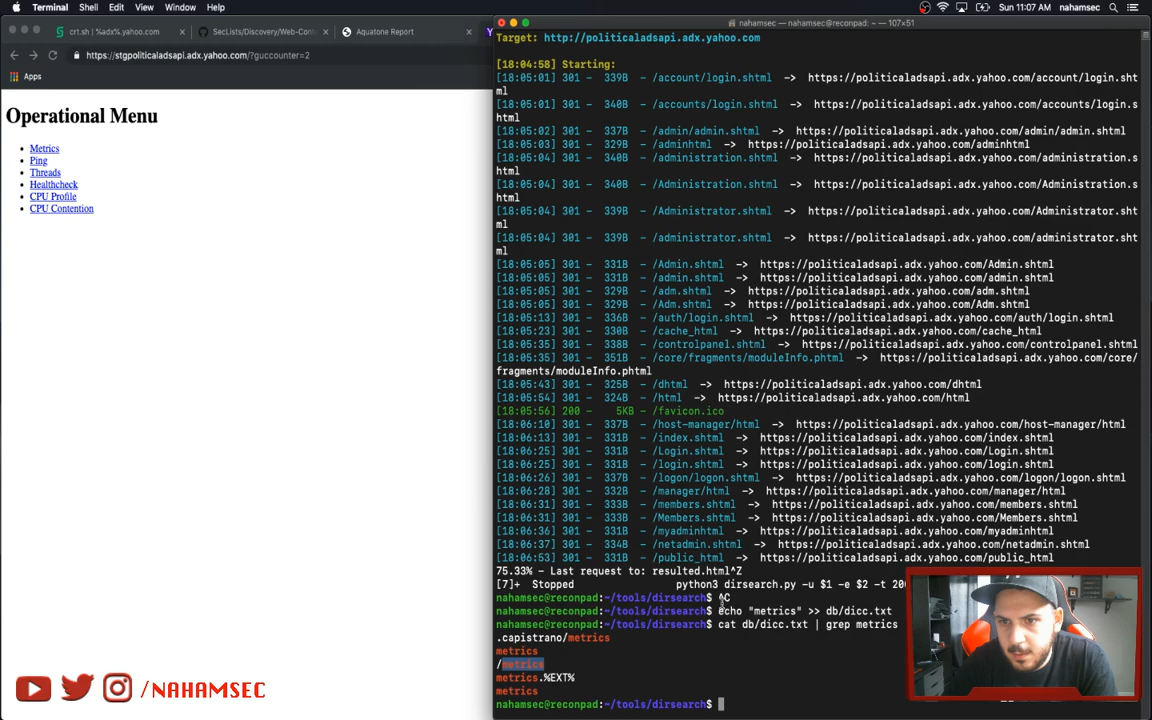 Terminal Shell Edit View Window Help
Sun 11:07 AM nahamsec
crt.sh | %adx%.yahoo.com
SecLists/Discovery/Web-Cont
Aquatone Report
nahamsec — nahamsec@reconpad: ~ — 107×51
https://stgpoliticaladsapi.adx.yahoo.com/?guccounter=2
Apps
Operational Menu
Metrics
Ping
Threads
Healthcheck
CPU Profile
CPU Contention
Target: http://politicaladsapi.adx.yahoo.com
[18:04:58] Starting:
[18:05:01] 301 - 339B - /account/login.shtml -> https://politicaladsapi.adx.yahoo.com/account/login.sht
ml
[18:05:01] 301 - 340B - /accounts/login.shtml -> https://politicaladsapi.adx.yahoo.com/accounts/login.s
html
[18:05:02] 301 - 337B - /admin/admin.shtml -> https://politicaladsapi.adx.yahoo.com/admin/admin.shtml
[18:05:03] 301 - 329B - /adminhtml -> https://politicaladsapi.adx.yahoo.com/adminhtml
[18:05:04] 301 - 340B - /administration.shtml -> https://politicaladsapi.adx.yahoo.com/administration.s
html
[18:05:04] 301 - 340B - /Administration.shtml -> https://politicaladsapi.adx.yahoo.com/Administration.s
html
[18:05:04] 301 - 339B - /Administrator.shtml -> https://politicaladsapi.adx.yahoo.com/Administrator.sht
ml
[18:05:04] 301 - 339B - /administrator.shtml -> https://politicaladsapi.adx.yahoo.com/administrator.sht
ml
[18:05:05] 301 - 331B - /Admin.shtml -> https://politicaladsapi.adx.yahoo.com/Admin.shtml
[18:05:05] 301 - 331B - /admin.shtml -> https://politicaladsapi.adx.yahoo.com/admin.shtml
[18:05:05] 301 - 329B - /adm.shtml -> https://politicaladsapi.adx.yahoo.com/adm.shtml
[18:05:05] 301 - 329B - /Adm.shtml -> https://politicaladsapi.adx.yahoo.com/Adm.shtml
[18:05:13] 301 - 336B - /auth/login.shtml -> https://politicaladsapi.adx.yahoo.com/auth/login.shtml
[18:05:23] 301 - 330B - /cache_html -> https://politicaladsapi.adx.yahoo.com/cache_html
[18:05:35] 301 - 338B - /controlpanel.shtml -> https://politicaladsapi.adx.yahoo.com/controlpanel.shtml
[18:05:35] 301 - 351B - /core/fragments/moduleInfo.phtml -> https://politicaladsapi.adx.yahoo.com/core/
fragments/moduleInfo.phtml
[18:05:43] 301 - 325B - /dhtml -> https://politicaladsapi.adx.yahoo.com/dhtml
[18:05:54] 301 - 324B - /html -> https://politicaladsapi.adx.yahoo.com/html
[18:05:56] 200 - 5KB - /favicon.ico
[18:06:10] 301 - 337B - /host-manager/html -> https://politicaladsapi.adx.yahoo.com/host-manager/html
[18:06:13] 301 - 331B - /index.shtml -> https://politicaladsapi.adx.yahoo.com/index.shtml
[18:06:25] 301 - 331B - /Login.shtml -> https://politicaladsapi.adx.yahoo.com/Login.shtml
[18:06:25] 301 - 331B - /login.shtml -> https://politicaladsapi.adx.yahoo.com/login.shtml
[18:06:26] 301 - 337B - /logon/logon.shtml -> https://politicaladsapi.adx.yahoo.com/logon/logon.shtml
[18:06:28] 301 - 332B - /manager/html -> https://politicaladsapi.adx.yahoo.com/manager/html
[18:06:31] 301 - 333B - /members.shtml -> https://politicaladsapi.adx.yahoo.com/members.shtml
[18:06:31] 301 - 333B - /Members.shtml -> https://politicaladsapi.adx.yahoo.com/Members.shtml
[18:06:34] 301 - 331B - /myadminhtml -> https://politicaladsapi.adx.yahoo.com/myadminhtml
[18:06:37] 301 - 334B - /netadmin.shtml -> https://politicaladsapi.adx.yahoo.com/netadmin.shtml
[18:06:53] 301 - 331B - /public_html -> https://politicaladsapi.adx.yahoo.com/public_html
75.33% - Last request to: resulted.html^Z
[7]+ Stopped python3 dirsearch.py -u $1 -e $2 -t 20
nahamsec@reconpad:~/tools/dirsearch$ ^C
nahamsec@reconpad:~/tools/dirsearch$ echo "metrics" >> db/dicc.txt
nahamsec@reconpad:~/tools/dirsearch$ cat db/dicc.txt | grep metrics
.capistrano/metrics
metrics
/metrics
metrics.%EXT%
metrics
nahamsec@reconpad:~/tools/dirsearch$
/NAHAMSEC